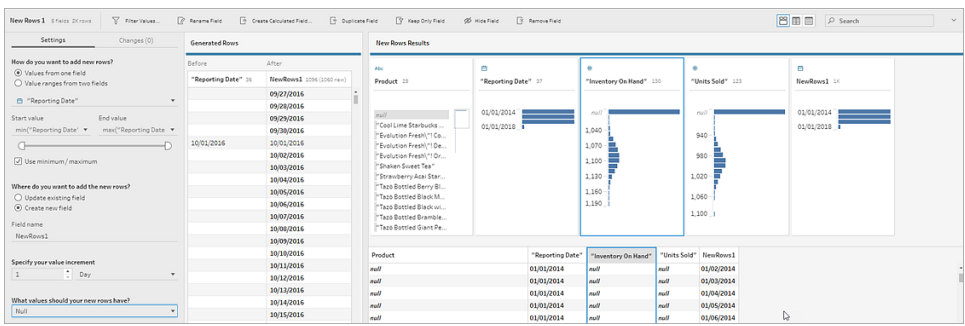 New Rows 1 5 Fields 2K rows Filter Values... Rename Field Create Calculated Field... Duplicate Field Keep Only Field Hide Field Remove Field Search
Settings Changes (0)
How do you want to add new rows?
Values from one field
Value ranges from two fields
"Reporting Date"
Start value End value
min("Reporting Date" max("Reporting Date
Use minimum / maximum
Where do you want to add the new rows?
Update existing field
Create new field
Field name
NewRows1
Specify your value increment
1 Day
What values should your new rows have?
Null
Generated Rows
Before After
"Reporting Date" 36 NewRows1 1096 (1060 new)
09/27/2016
09/28/2016
09/29/2016
09/30/2016
10/01/2016 10/01/2016
10/02/2016
10/03/2016
10/04/2016
10/05/2016
10/06/2016
10/07/2016
10/08/2016
10/09/2016
10/10/2016
10/11/2016
10/12/2016
10/13/2016
10/14/2016
10/15/2016
New Rows Results
Abc
Product 28
null
"Cool Lime Starbucks ...
"Evolution Fresh\"! Co...
"Evolution Fresh\"! De...
"Evolution Fresh\"! Or...
"Shaken Sweet Tea"
"Strawberry Acai Star...
"Tazo Bottled Berry Bl...
"Tazo Bottled Black M...
"Tazo Bottled Black wi...
"Tazo Bottled Bramble...
"Tazo Bottled Giant Pe...
"Reporting Date" 37
01/01/2014
01/01/2018
"Inventory On Hand" 130
null
1,040
1,070
1,100
1,130
1,160
1,190
"Units Sold" 123
null
940
980
1,020
1,060
1,100
NewRows1 1K
01/01/2014
01/01/2018
Product "Reporting Date" "Inventory On Hand" "Units Sold" NewRows1
null 01/01/2014 null null 01/02/2014
null 01/01/2014 null null 01/03/2014
null 01/01/2014 null null 01/04/2014
null 01/01/2014 null null 01/05/2014
null 01/01/2014 null null 01/06/2014